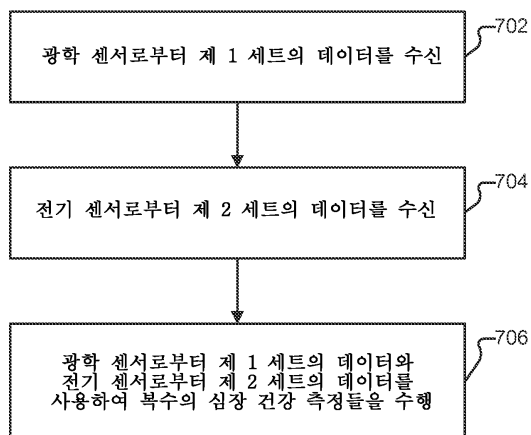 702
광학 센서로부터 제 1 세트의 데이터를 수신
704
전기 센서로부터 제 2 세트의 데이터를 수신
706
광학 센서로부터 제 1 세트의 데이터와
전기 센서로부터 제 2 세트의 데이터를
사용하여 복수의 심장 건강 측정들을 수행